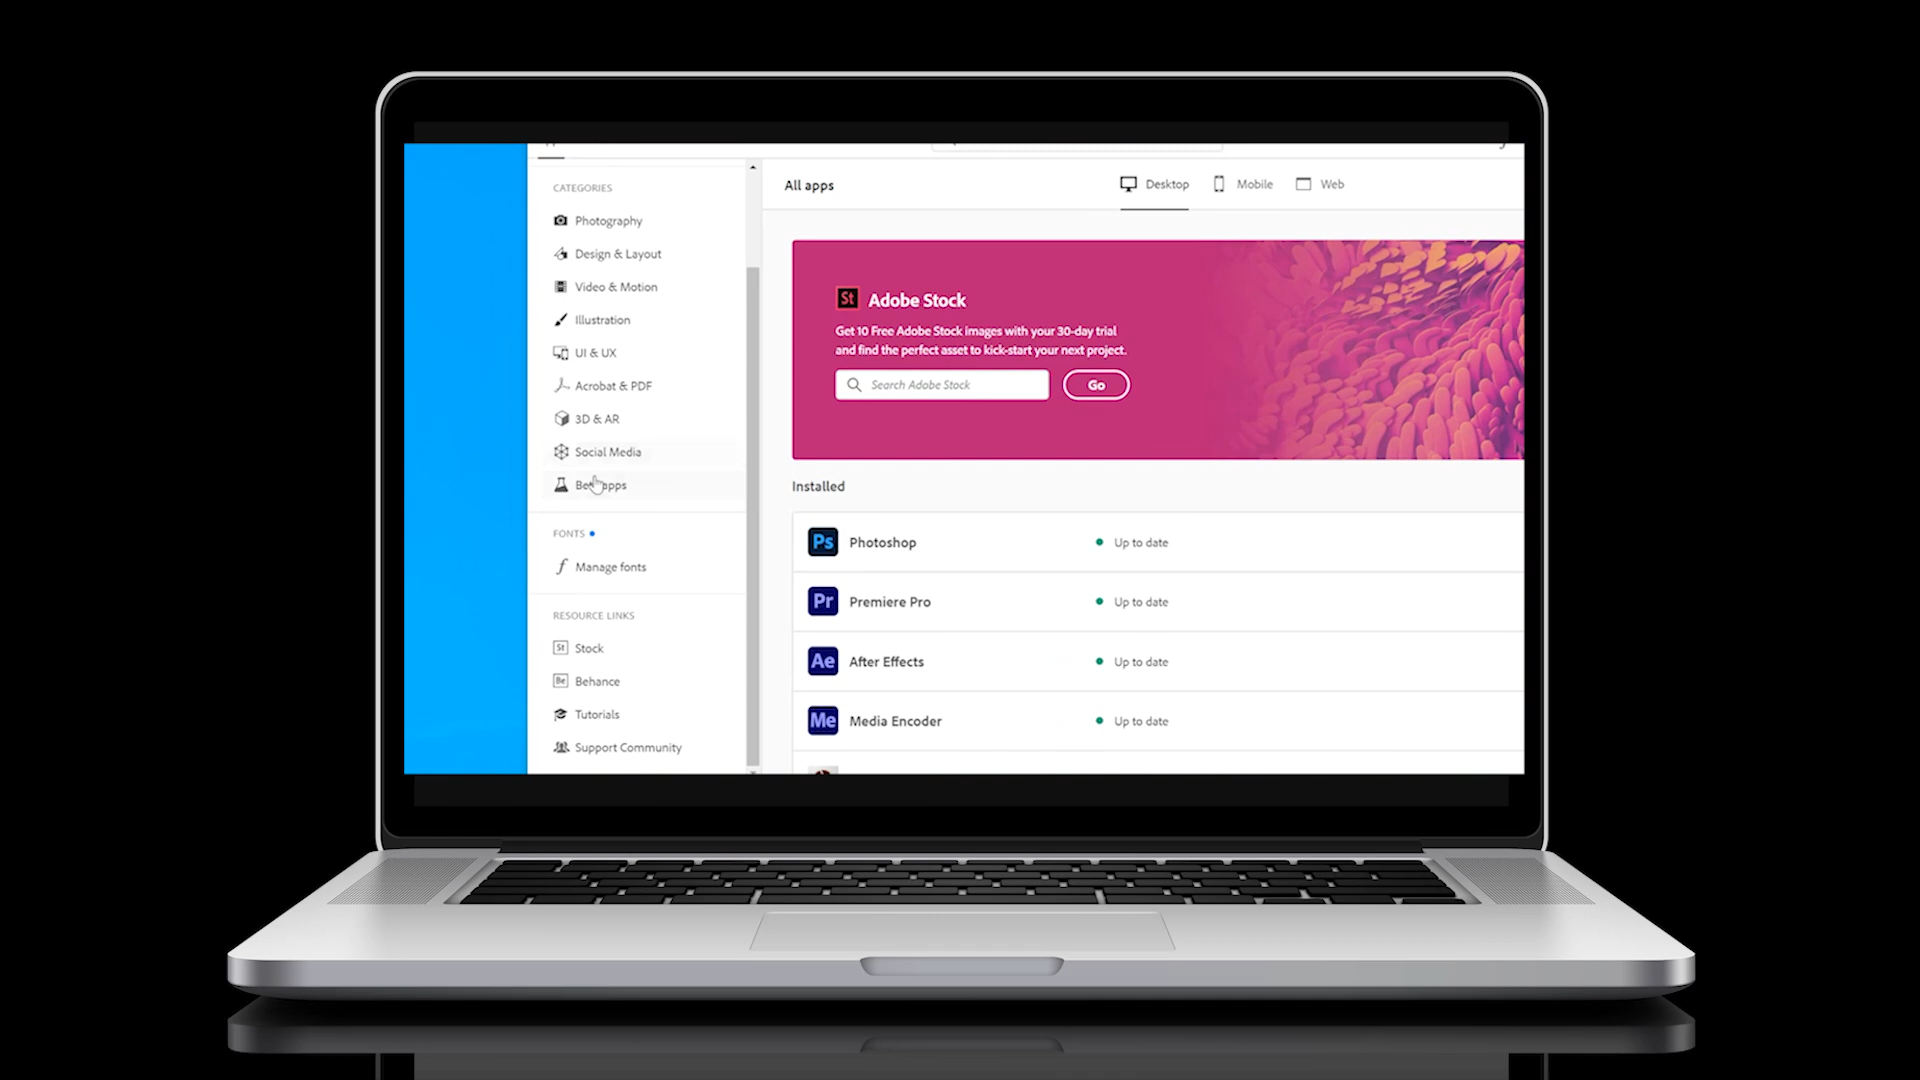 CATEGORIES
Photography
Design & Layout
Video & Motion
Illustration
UI & UX
Acrobat & PDF
3D & AR
Social Media
apps
FONTS
Manage fonts
RESOURCE LINKS
St Stock
Be Behance
Tutorials
Support Community
All apps
Desktop
Mobile
Web
St Adobe Stock
Get 10 Free Adobe Stock images with your 30-day trial
and find the perfect asset to kick-start your next project.
Search Adobe Stock
Go
Installed
Ps Photoshop Up to date
Pr Premiere Pro Up to date
Ae After Effects Up to date
Me Media Encoder Up to date